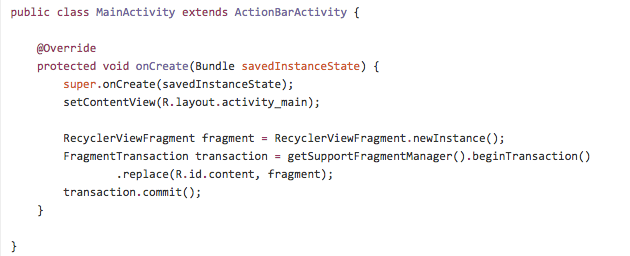 public class MainActivity extends ActionBarActivity {
@Override
protected void onCreate(Bundle savedInstanceState) {
super.onCreate(savedInstanceState);
setContentView(R.layout.activity_main);
RecyclerViewFragment fragment = RecyclerViewFragment.newInstance();
FragmentTransaction transaction = getSupportFragmentManager().beginTransaction()
.replace(R.id.content, fragment);
transaction.commit();
}
}